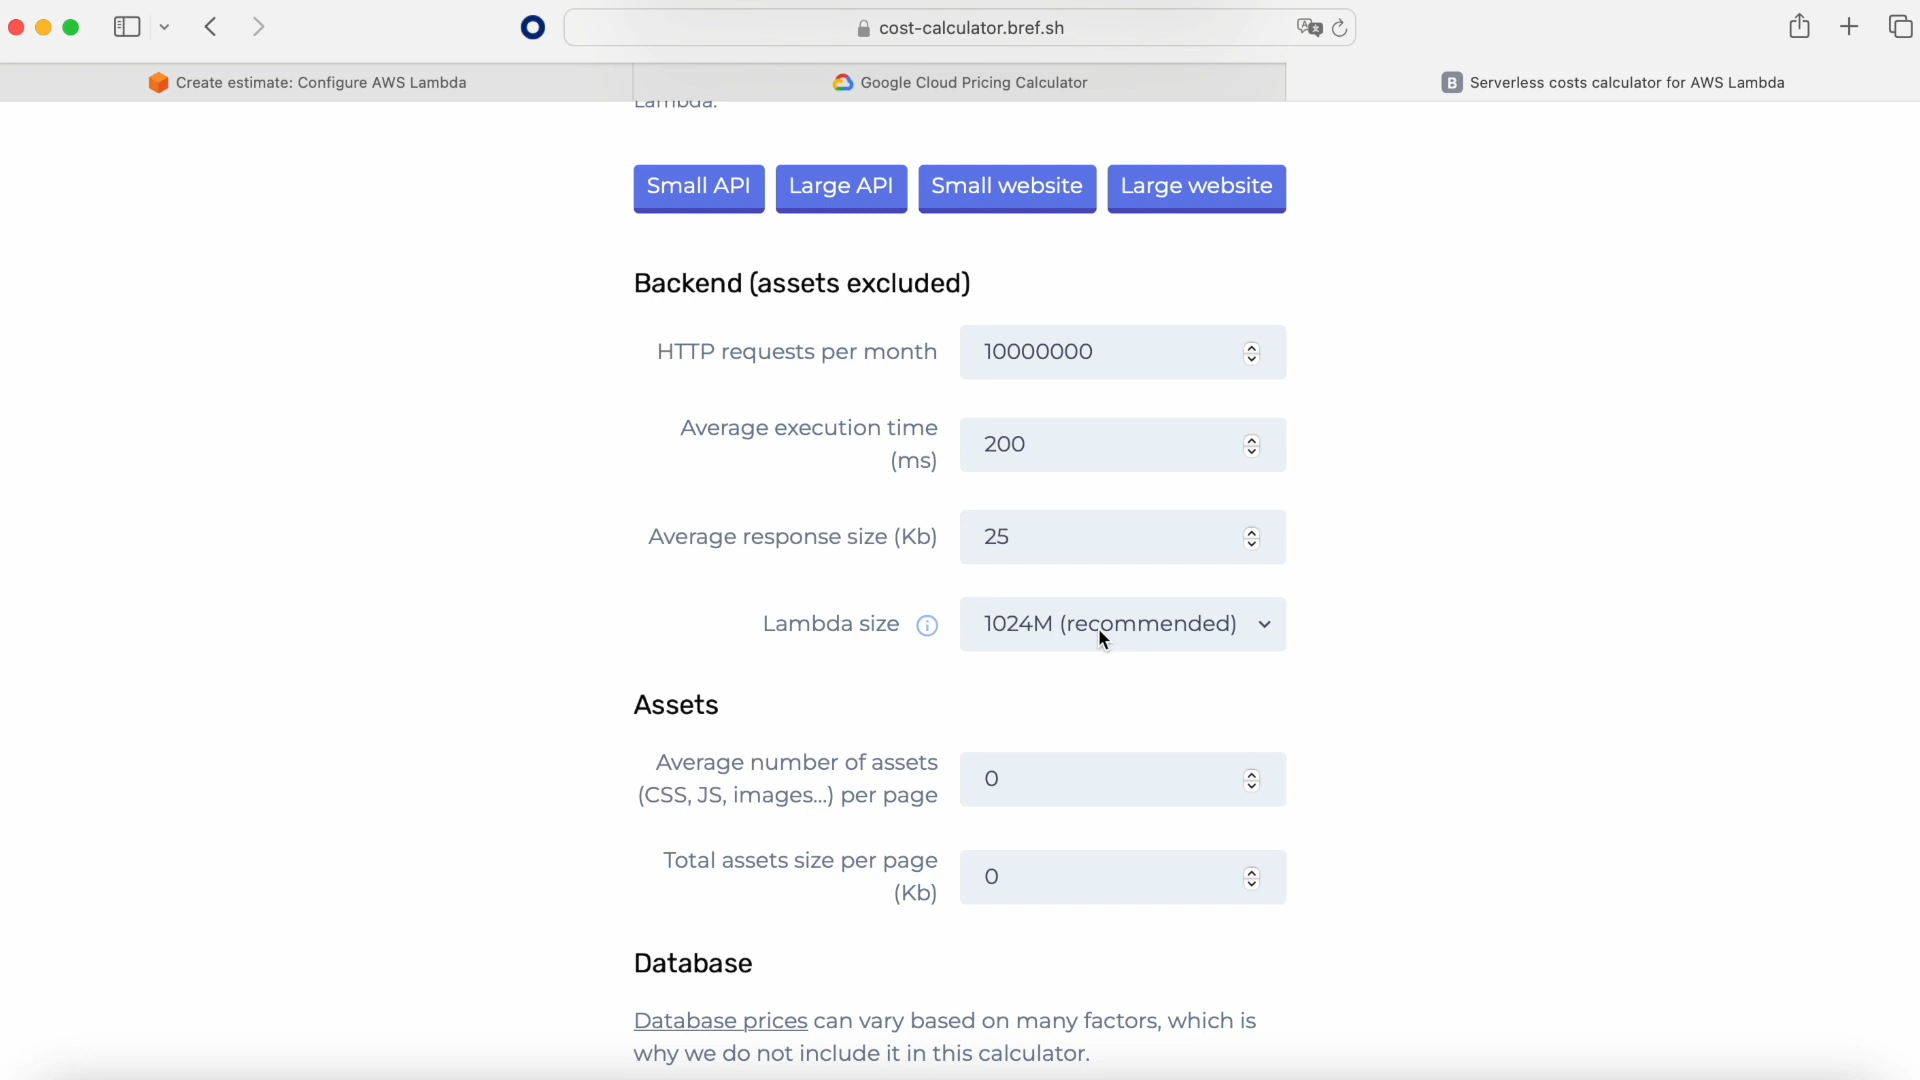 cost-calculator.bref.sh
Create estimate: Configure AWS Lambda
Google Cloud Pricing Calculator
B Serverless costs calculator for AWS Lambda
Lambda.
Small API
Large API
Small website
Large website
Backend (assets excluded)
HTTP requests per month
10000000
Average execution time
(ms)
200
Average response size (Kb)
25
Lambda size
1024M (recommended)
Assets
Average number of assets
(CSS, JS, images...) per page
0
Total assets size per page
(Kb)
0
Database
Database prices can vary based on many factors, which is
why we do not include it in this calculator.